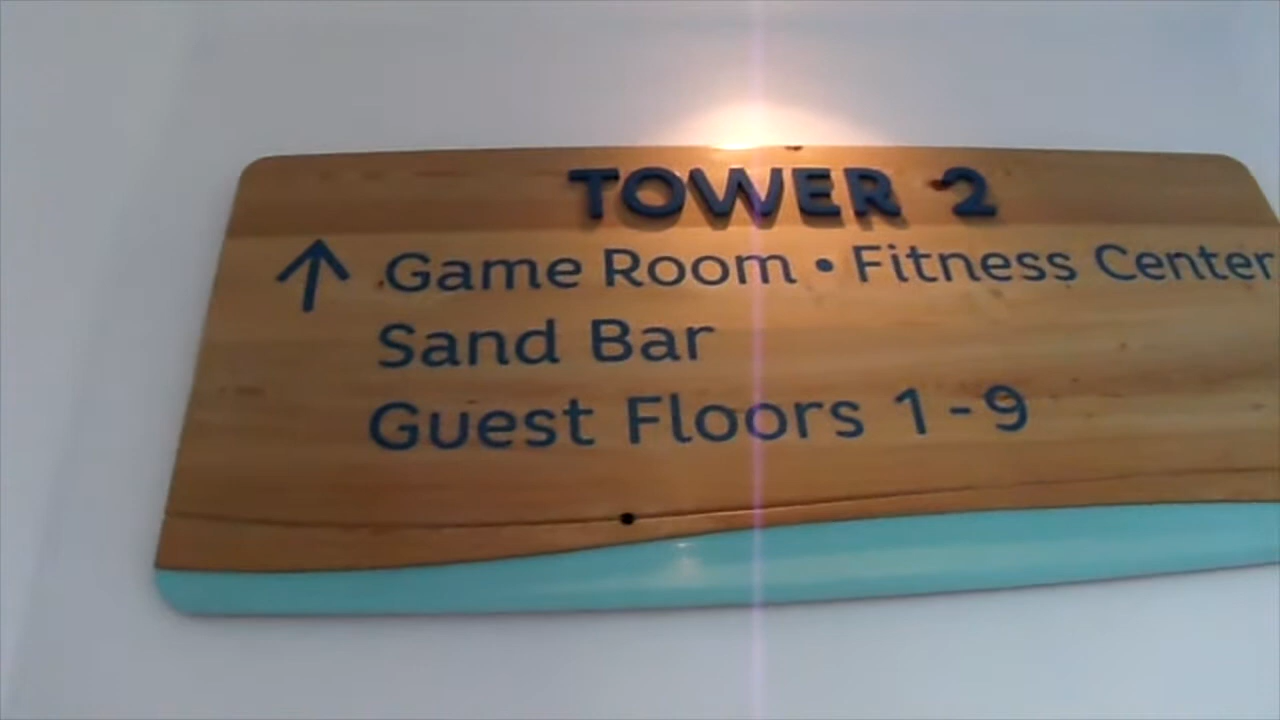 TOWER 2
Game Room • Fitness Center
Sand Bar
Guest Floors 1-9